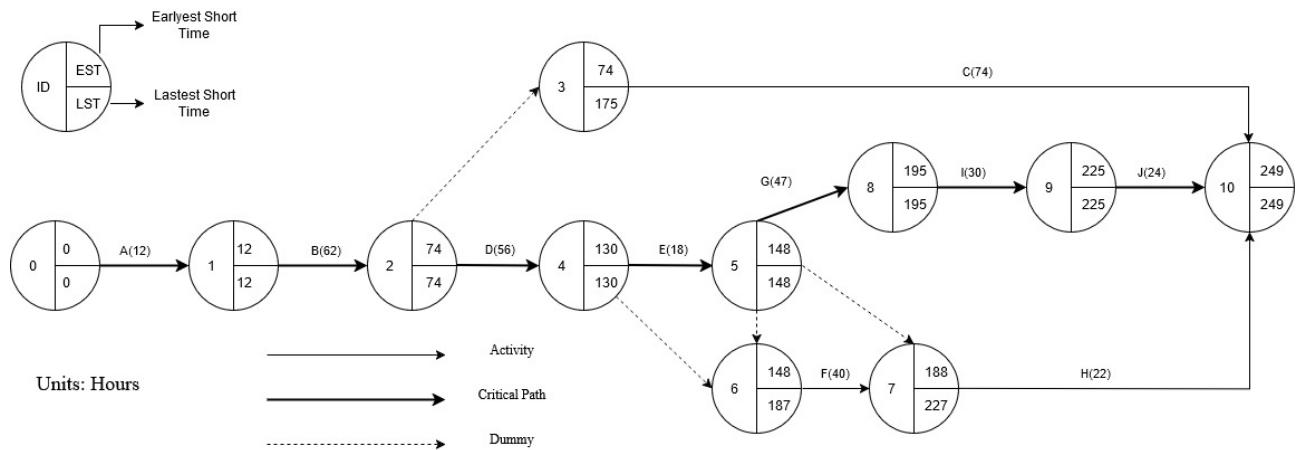 Earlyest Short
Time
ID
EST
LST
Lastest Short
Time
3
74
175
C(74)
G(47)
8
195
195
I(30)
9
225
225
J(24)
10
249
249
0
0
0
A(12)
1
12
12
B(62)
2
74
74
D(56)
4
130
130
E(18)
5
148
148
6
148
187
F(40)
7
188
227
H(22)
Units: Hours
Activity
Critical Path
Dummy